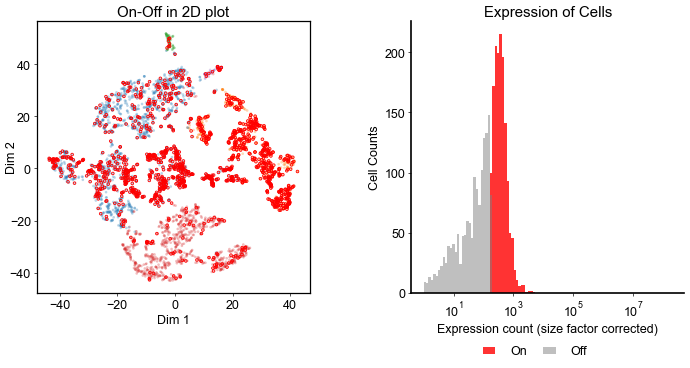 On-Off in 2D plot
40
20
0
−20
−40
Dim 2
−40
−20
0
20
40
Dim 1
Expression of Cells
200
150
100
50
0
Cell Counts
10^1
10^3
10^5
10^7
Expression count (size factor corrected)
On
Off